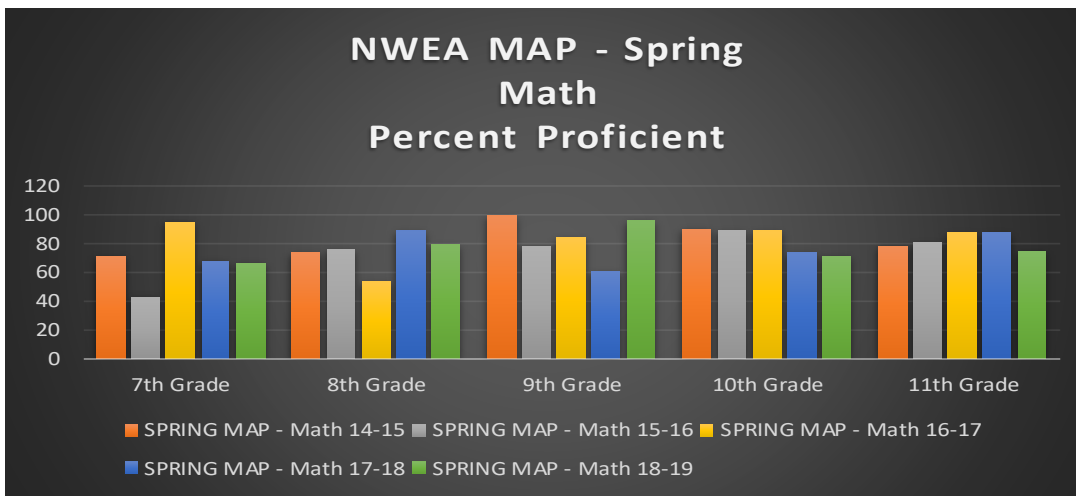 NWEA MAP - Spring
Math
Percent Proficient
120
100
80
60
40
20
0
7th Grade
8th Grade
9th Grade
10th Grade
11th Grade
SPRING MAP - Math 14-15
SPRING MAP - Math 15-16
SPRING MAP - Math 16-17
SPRING MAP - Math 17-18
SPRING MAP - Math 18-19